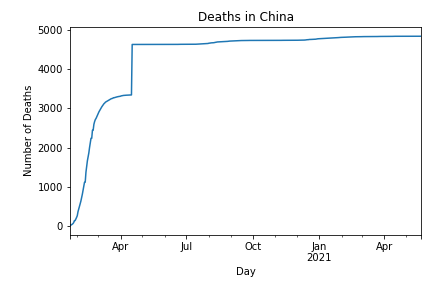 Deaths in China
Number of Deaths
5000
4000
3000
2000
1000
0
Apr
Jul
Oct
Jan
2021
Apr
Day